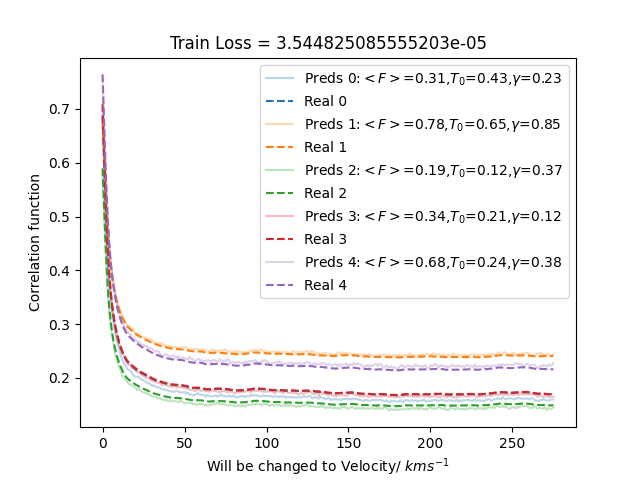 Train Loss = 3.544825085555203e-05
Preds 0: < F > =0.31,T₀=0.43,γ=0.23
Real 0
Preds 1: < F > =0.78,T₀=0.65,γ=0.85
Real 1
Preds 2: < F > =0.19,T₀=0.12,γ=0.37
Real 2
Preds 3: < F > =0.34,T₀=0.21,γ=0.12
Real 3
Preds 4: < F > =0.68,T₀=0.24,γ=0.38
Real 4
Correlation function
0.7
0.6
0.5
0.4
0.3
0.2
0 50 100 150 200 250
Will be changed to Velocity/ kms⁻¹